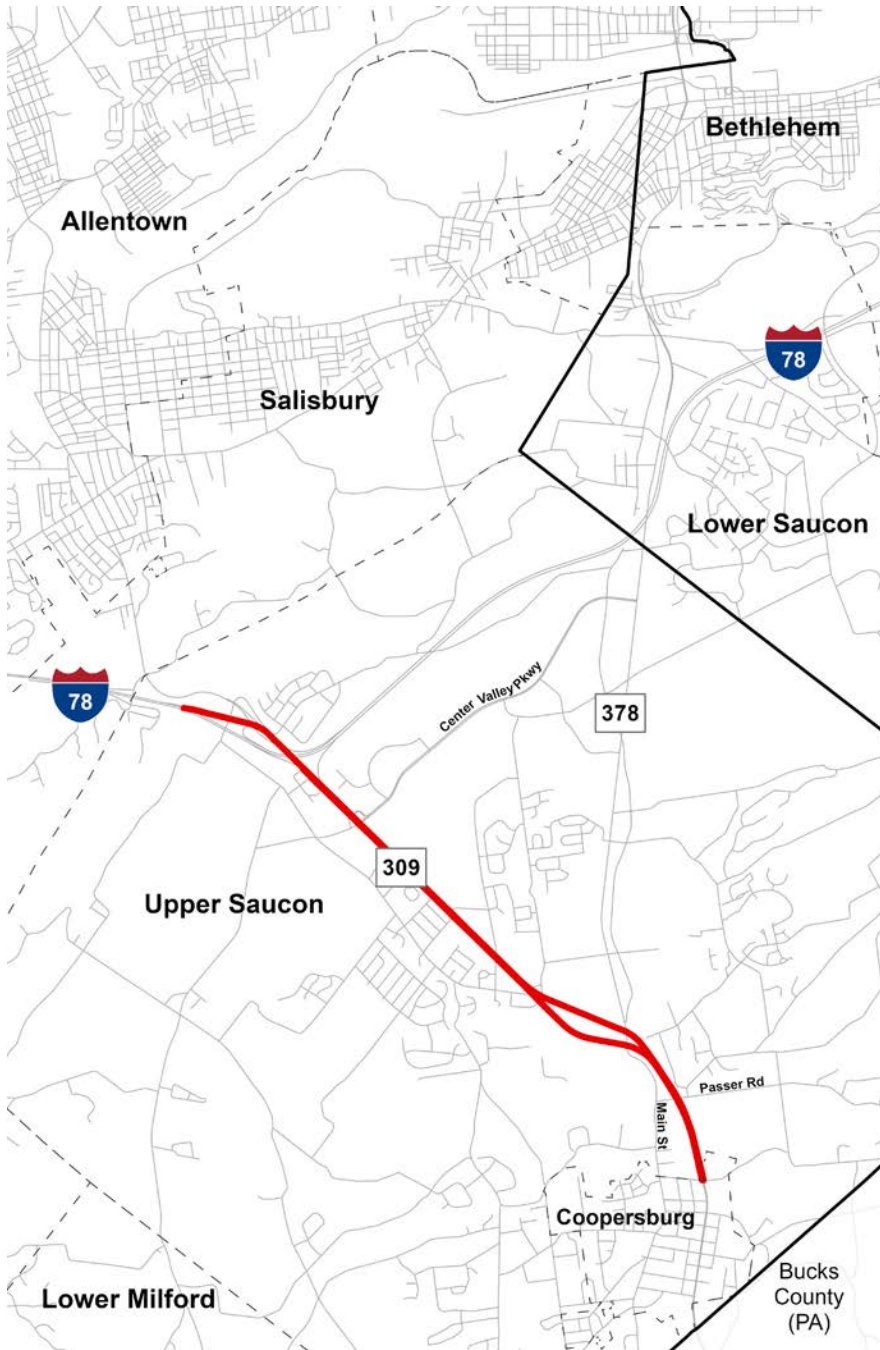 Bethlehem
Allentown
78
Salisbury
Lower Saucon
78
Center Valley Pkwy
378
309
Upper Saucon
Passer Rd
Main St
Coopersburg
Bucks
County
(PA)
Lower Milford